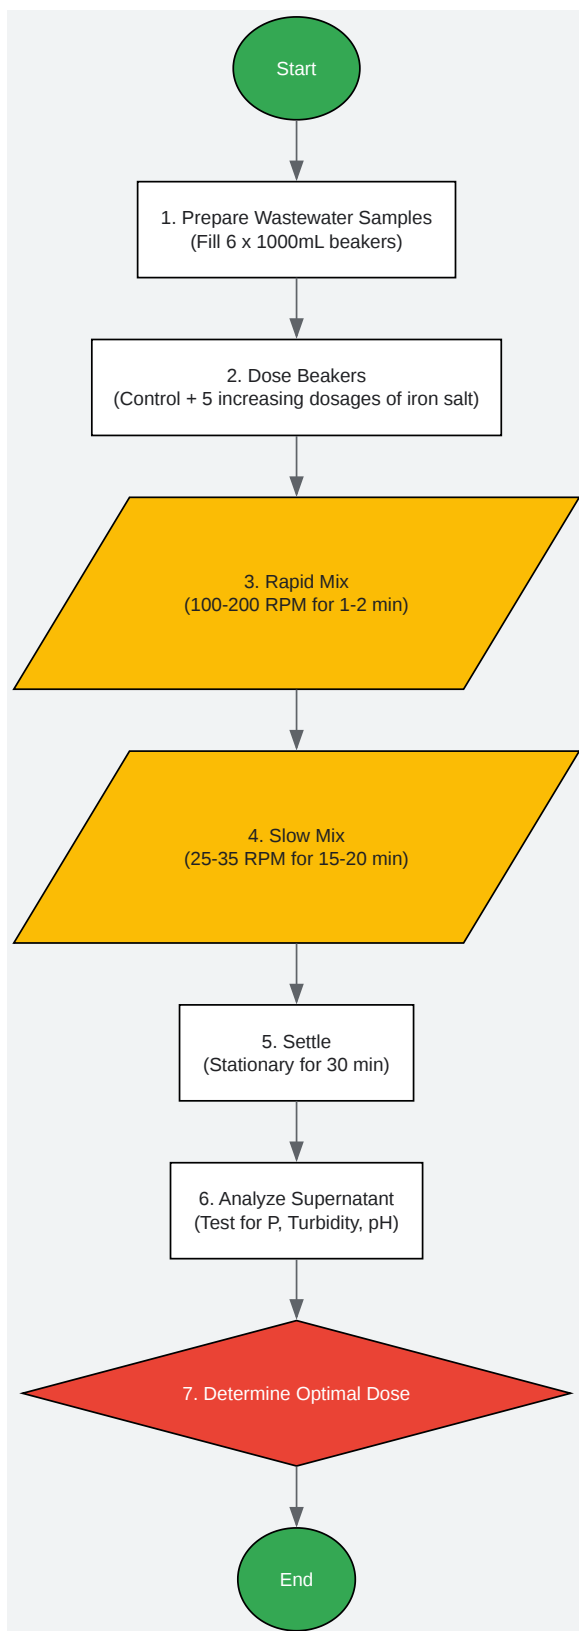 Start
1. Prepare Wastewater Samples
(Fill 6 x 1000mL beakers)
2. Dose Beakers
(Control + 5 increasing dosages of iron salt)
3. Rapid Mix
(100-200 RPM for 1-2 min)
4. Slow Mix
(25-35 RPM for 15-20 min)
5. Settle
(Stationary for 30 min)
6. Analyze Supernatant
(Test for P, Turbidity, pH)
7. Determine Optimal Dose
End